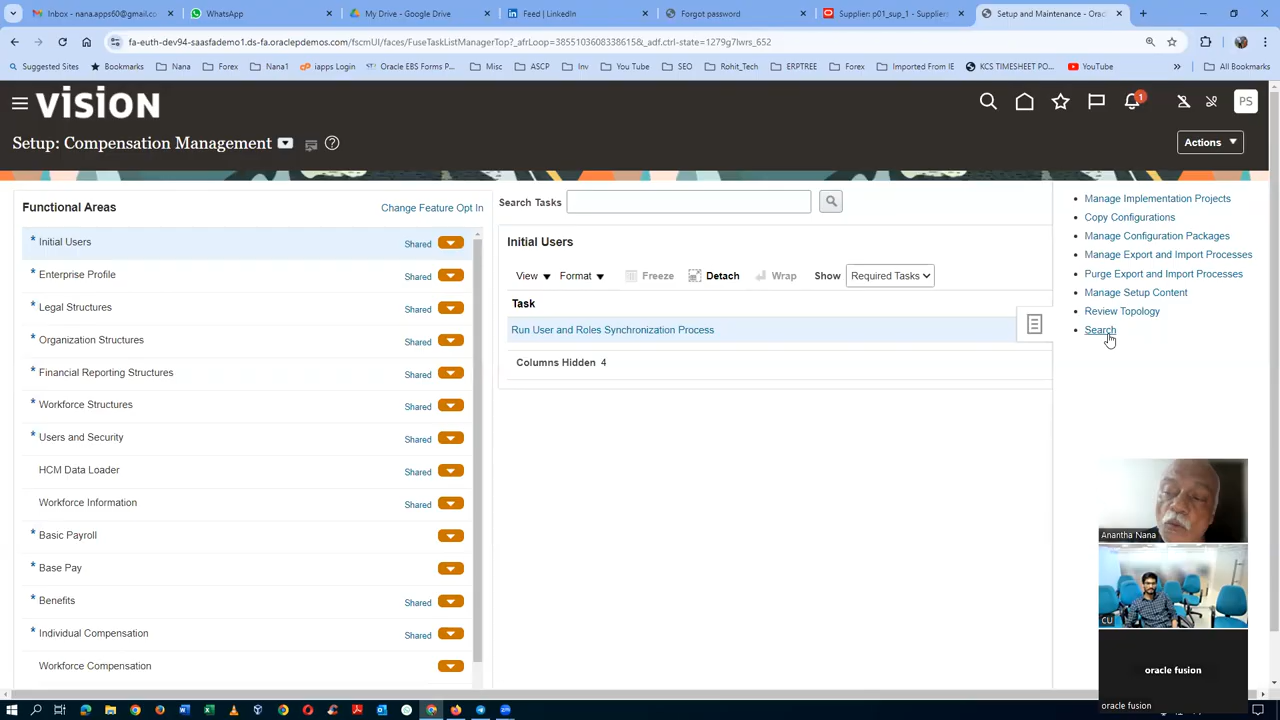 M nana.apps60@gmail.co
WhatsApp
My Drive - Google Drive
Feed | LinkedIn
Forgot password
Supplier: p01_sup_1 - Suppliers
Setup and Maintenance - Orac
fa-euth-dev94-saasfademo1.ds-fa.oraclepdemos.com/fscmUI/faces/FuseTaskListManagerTop?_afrLoop=38551036083386158&_adf.ctrl-state=1279g7lwrs_652
Suggested Sites
Bookmarks
Nana
Forex
Nana1
iapps Login
Oracle EBS Forms P...
Misc
ASCP
Inv
You Tube
SEO
Rohit_Tech
ERPTREE
Forex
Imported From IE
KCS TIMESHEET PO...
YouTube
All Bookmarks
VISION
1
PS
Setup: Compensation Management
Actions
Functional Areas
Change Feature Opt In
* Initial Users Shared
* Enterprise Profile Shared
* Legal Structures Shared
* Organization Structures Shared
* Financial Reporting Structures Shared
* Workforce Structures Shared
* Users and Security Shared
HCM Data Loader Shared
Workforce Information Shared
* Basic Payroll
* Base Pay
* Benefits Shared
* Individual Compensation Shared
Workforce Compensation
Search Tasks
Initial Users
View Format Freeze Detach Wrap Show Required Tasks
Task
Run User and Roles Synchronization Process
Columns Hidden 4
Manage Implementation Projects
Copy Configurations
Manage Configuration Packages
Manage Export and Import Processes
Purge Export and Import Processes
Manage Setup Content
Review Topology
Search
Anantha Nana
CU
oracle fusion
oracle fusion